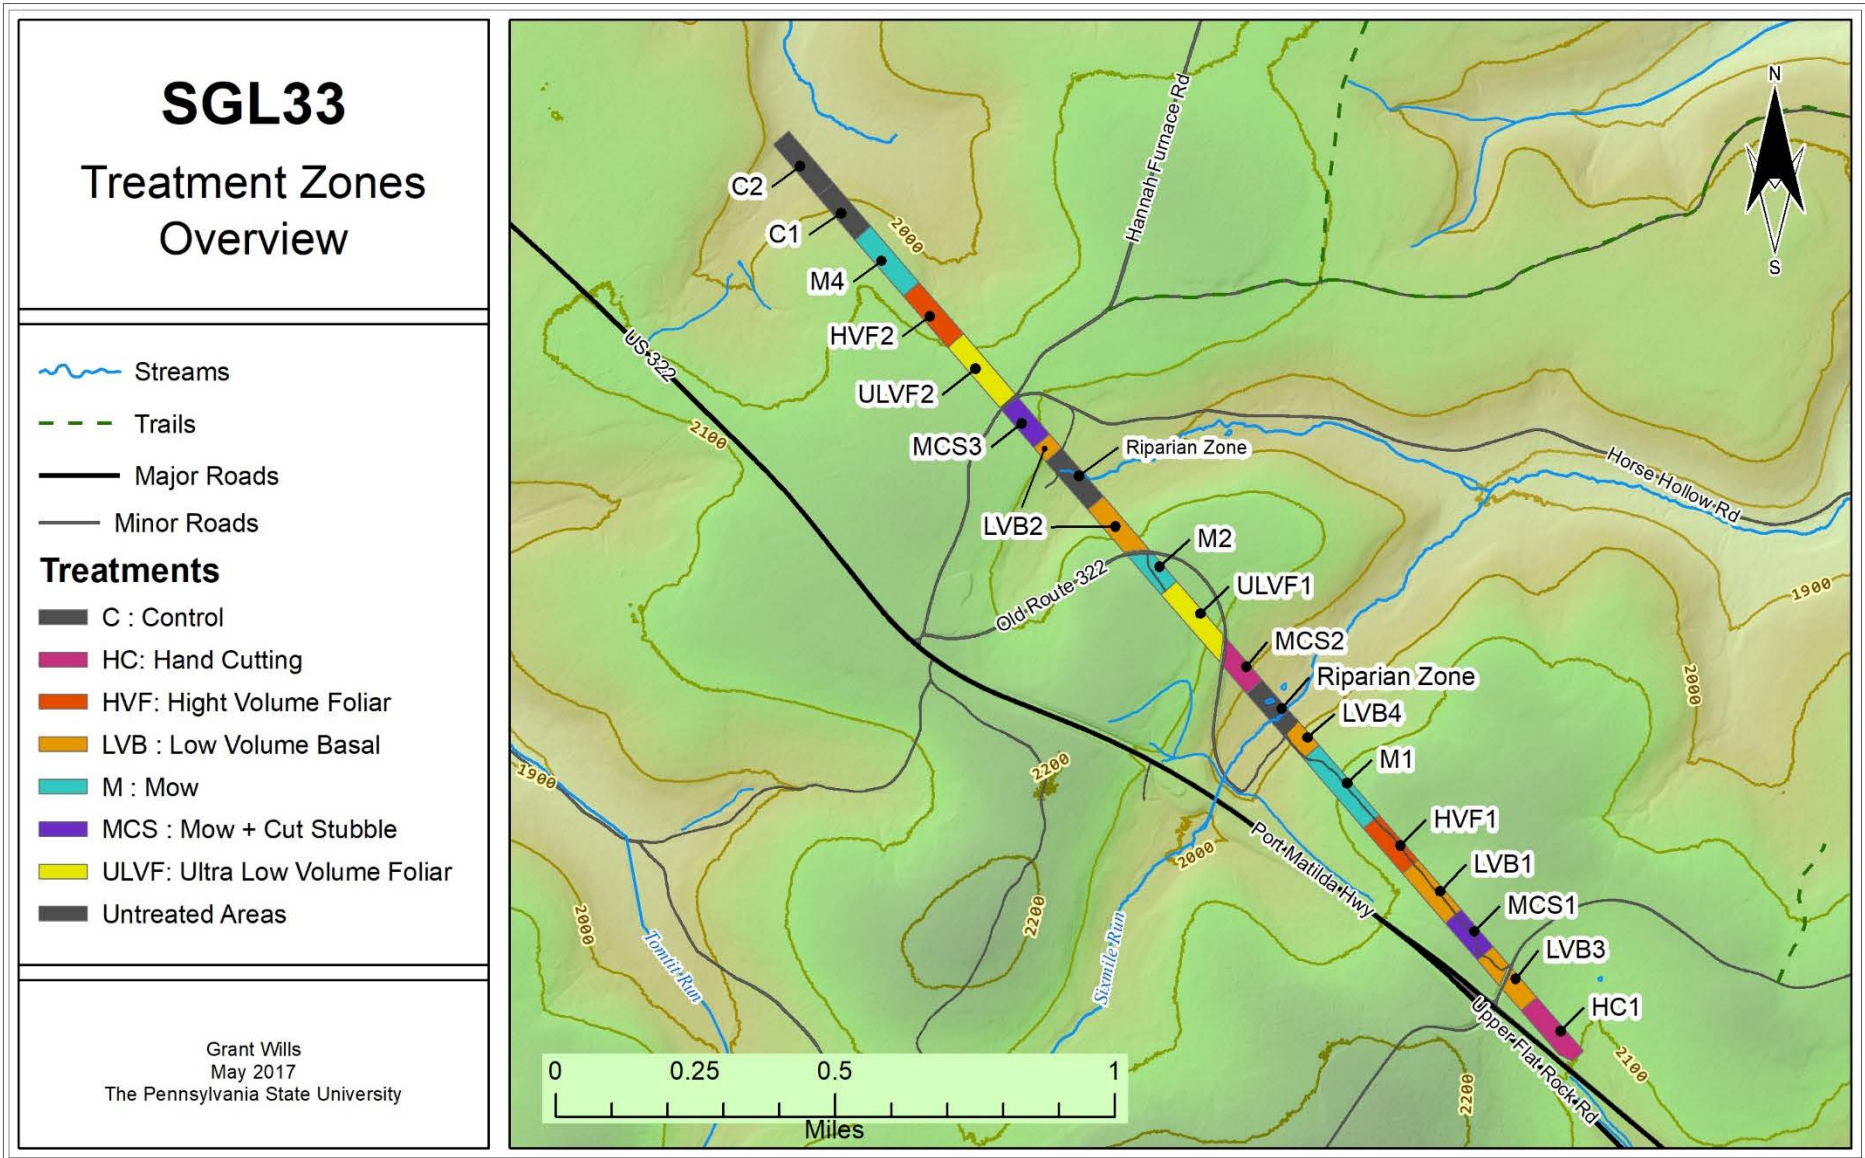 SGL33
Treatment Zones
Overview
Streams
Trails
Major Roads
Minor Roads
Treatments
C : Control
HC: Hand Cutting
HVF: Hight Volume Foliar
LVB : Low Volume Basal
M : Mow
MCS : Mow + Cut Stubble
ULVF: Ultra Low Volume Foliar
Untreated Areas
Grant Wills
May 2017
The Pennsylvania State University
N
S
Hannah Furnace Rd
C2
C1
2000
M4
HVF2
US 322
ULVF2
2100
MCS3
Riparian Zone
Horse Hollow Rd
LVB2
M2
Old Route 322
ULVF1
1900
MCS2
Riparian Zone
2000
LVB4
M1
2200
1900
HVF1
Port Matilda Hwy
2000
LVB1
MCS1
2200
2000
LVB3
Tomtit Run
Sixmile Run
HC1
Upper Flat Rock Rd
2100
2200
0 0.25 0.5 1
Miles